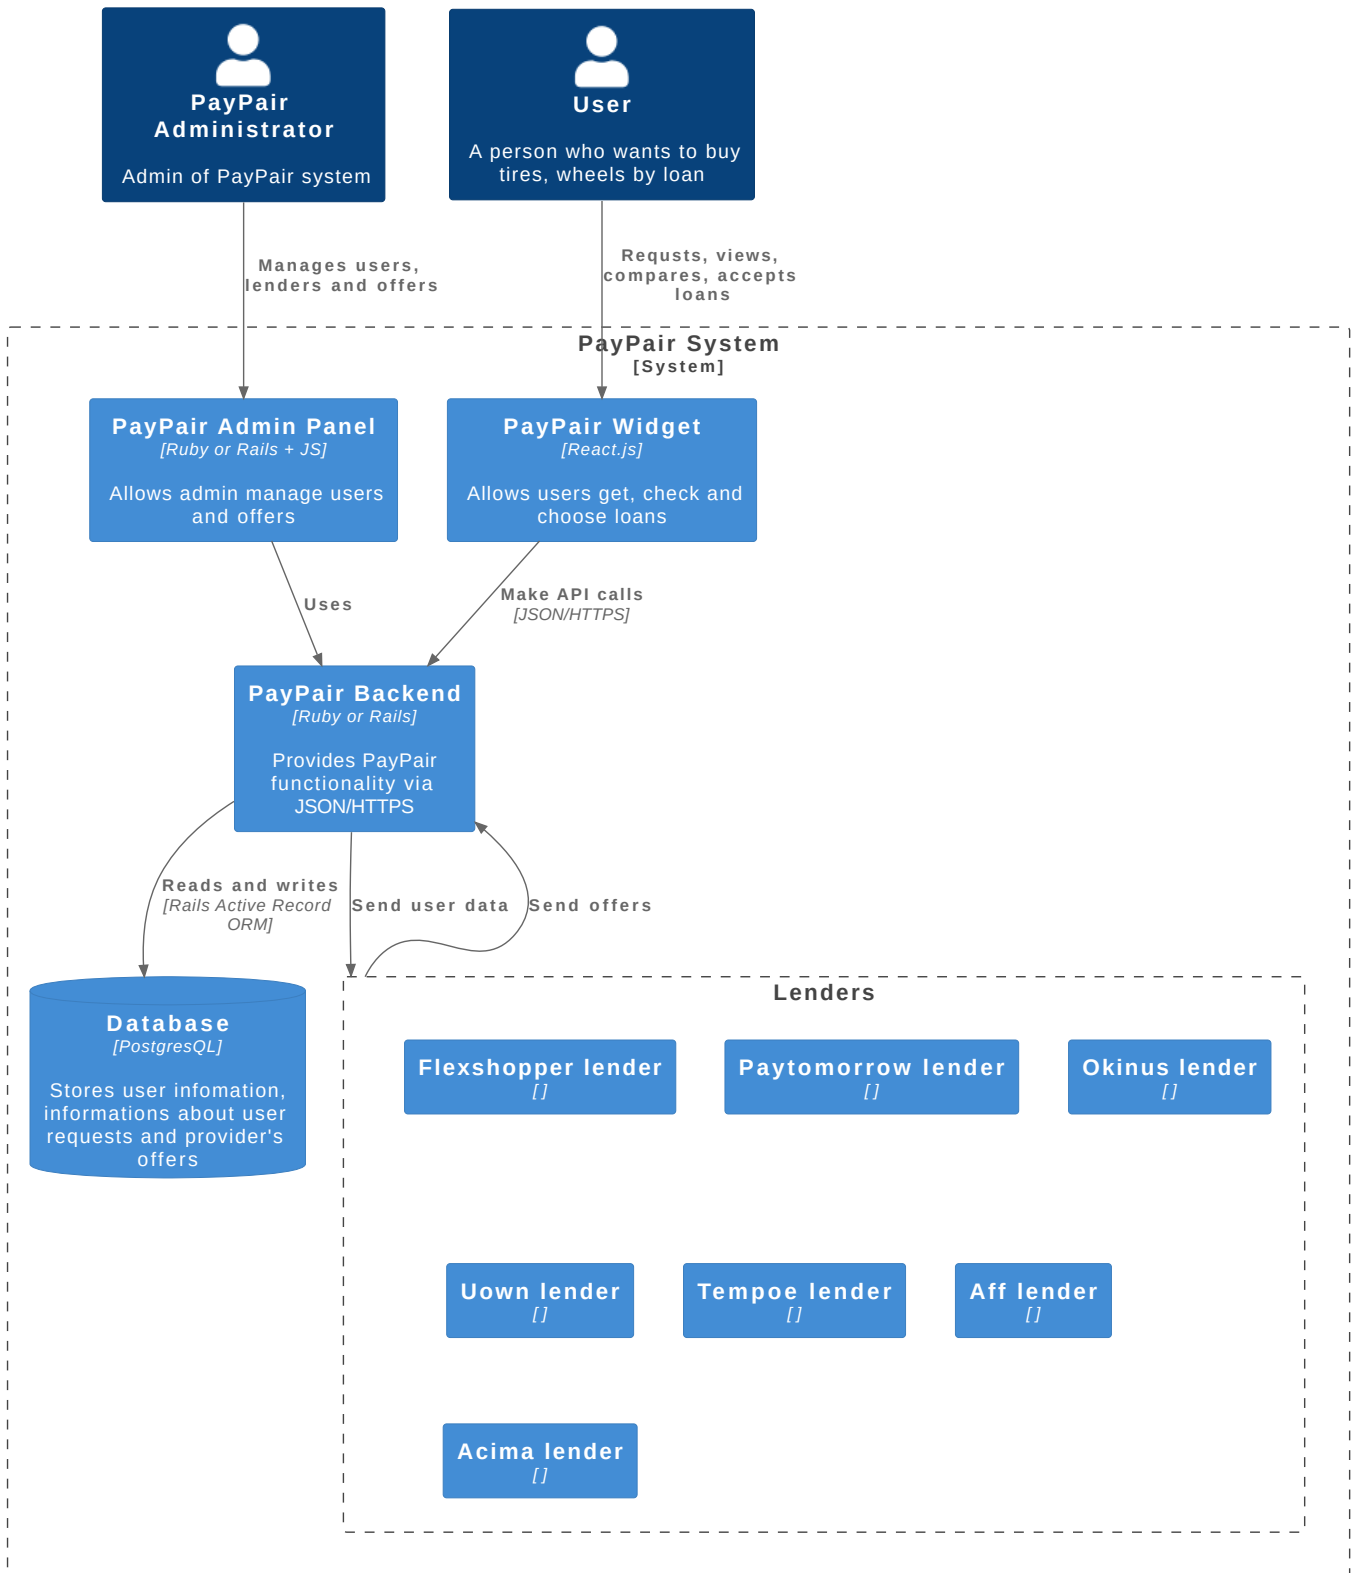 PayPair
Administrator
Admin of PayPair system
User
A person who wants to buy
tires, wheels by loan
Manages users,
lenders and offers
Requsts, views,
compares, accepts
loans
PayPair System
[System]
PayPair Admin Panel
[Ruby or Rails + JS]
Allows admin manage users
and offers
PayPair Widget
[React.js]
Allows users get, check and
choose loans
Uses
Make API calls
[JSON/HTTPS]
PayPair Backend
[Ruby or Rails]
Provides PayPair
functionality via
JSON/HTTPS
Reads and writes
[Rails Active Record
ORM]
Send user data
Send offers
Database
[PostgresQL]
Stores user infomation,
informations about user
requests and provider's
offers
Lenders
Flexshopper lender
[ ]
Paytomorrow lender
[ ]
Okinus lender
[ ]
Uown lender
[ ]
Tempoe lender
[ ]
Aff lender
[ ]
Acima lender
[ ]